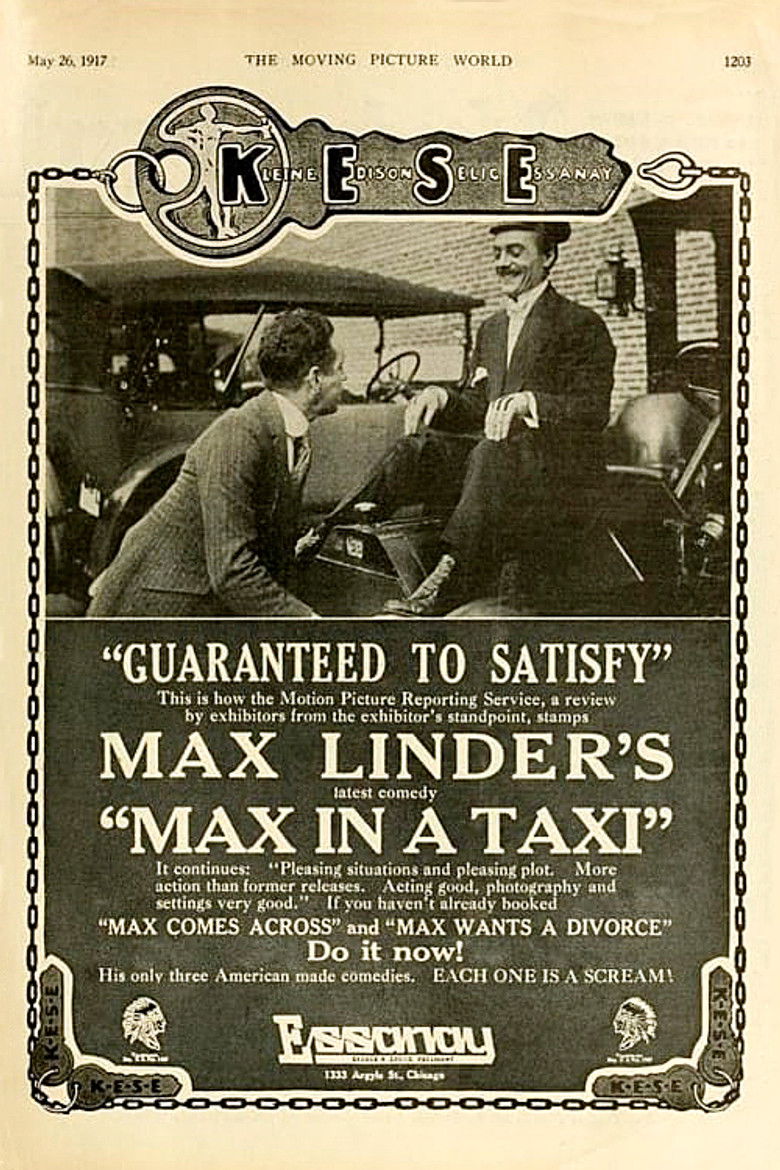 May 26, 1917
THE MOVING PICTURE WORLD
1203
KLEINE EDISON SELIG ESSANAY
"GUARANTEED TO SATISFY"
This is how the Motion Picture Reporting Service, a review
by exhibitors from the exhibitor's standpoint, stamps
MAX LINDER'S
latest comedy
"MAX IN A TAXI"
It continues: "Pleasing situations and pleasing plot. More
action than former releases. Acting good, photography and
settings very good." If you haven't already booked
"MAX COMES ACROSS" and "MAX WANTS A DIVORCE"
Do it now!
His only three American made comedies. EACH ONE IS A SCREAM!
K-E-S-E
K-E-S-E
Essanay
1333 Argyle St., Chicago
K-E-S-E
K-E-S-E